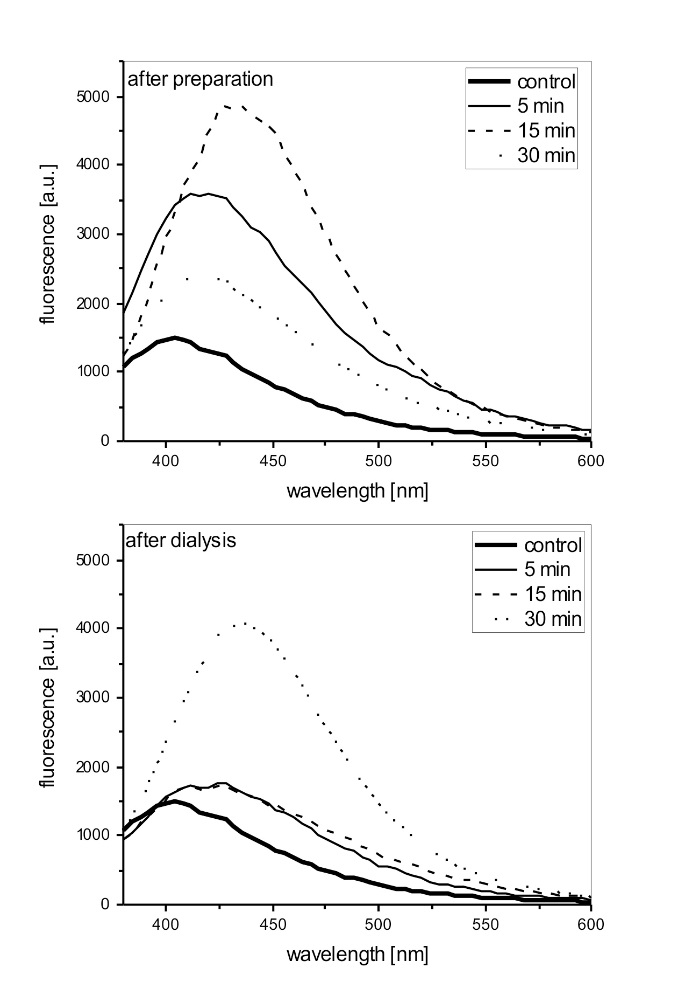 after preparation
control
5 min
15 min
30 min
5000
4000
3000
2000
1000
0
fluorescence [a.u.]
400
450
500
550
600
wavelength [nm]
after dialysis
control
5 min
15 min
30 min
5000
4000
3000
2000
1000
0
fluorescence [a.u.]
400
450
500
550
600
wavelength [nm]